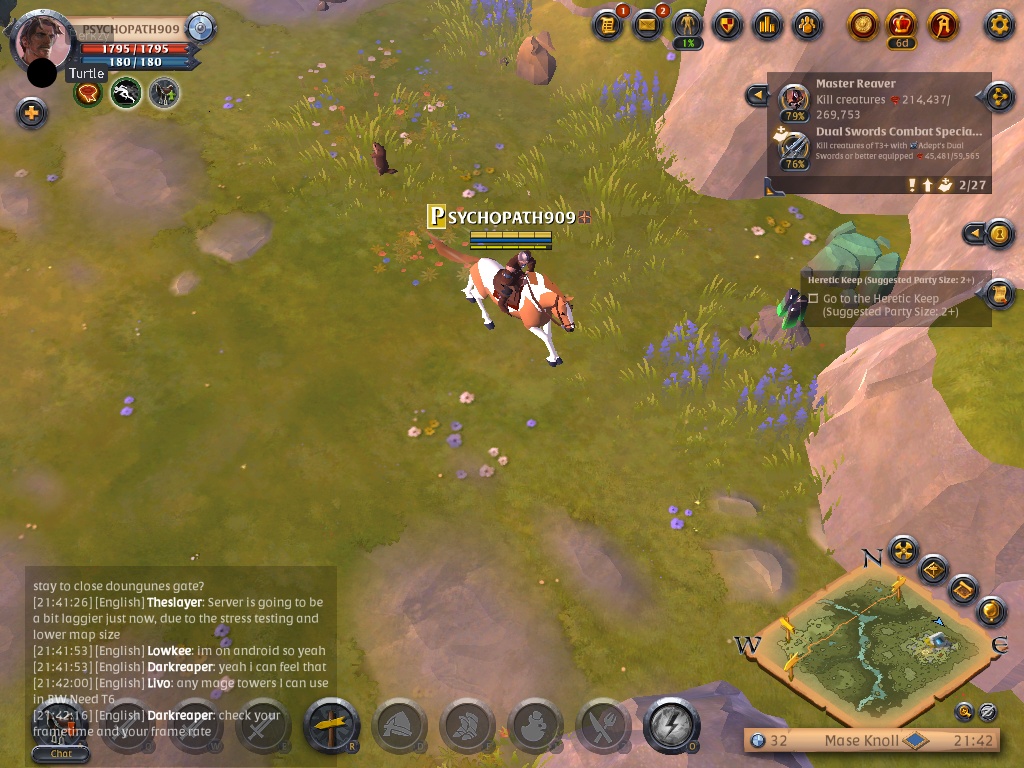 PSYCHOPATH909
1795 / 1795
180 / 180
Turtle
1
2
1%
6d
Master Reaver
Kill creatures 214,437/
269,753
79%
Dual Swords Combat Specia...
Kill creatures of T3+ with Adept's Dual
Swords or better equipped 45,481/59,565
76%
2/27
PSYCHOPATH909
Heretic Keep (Suggested Party Size: 2+)
Go to the Heretic Keep
(Suggested Party Size: 2+)
stay to close doungunes gate?
[21:41:26] [English] Theslayer: Server is going to be
a bit laggier just now, due to the stress testing and
lower map size
[21:41:53] [English] Lowkee: im on android so yeah
[21:41:53] [English] Darkreaper: yeah i can feel that
[21:42:00] [English] Livo: any mage towers I can use
in BW Need T6
[21:42:16] [English] Darkreaper: check your
frametime and your frame rate
Chat
W
R
O
N
W
E
32
Mase Knoll
21:42